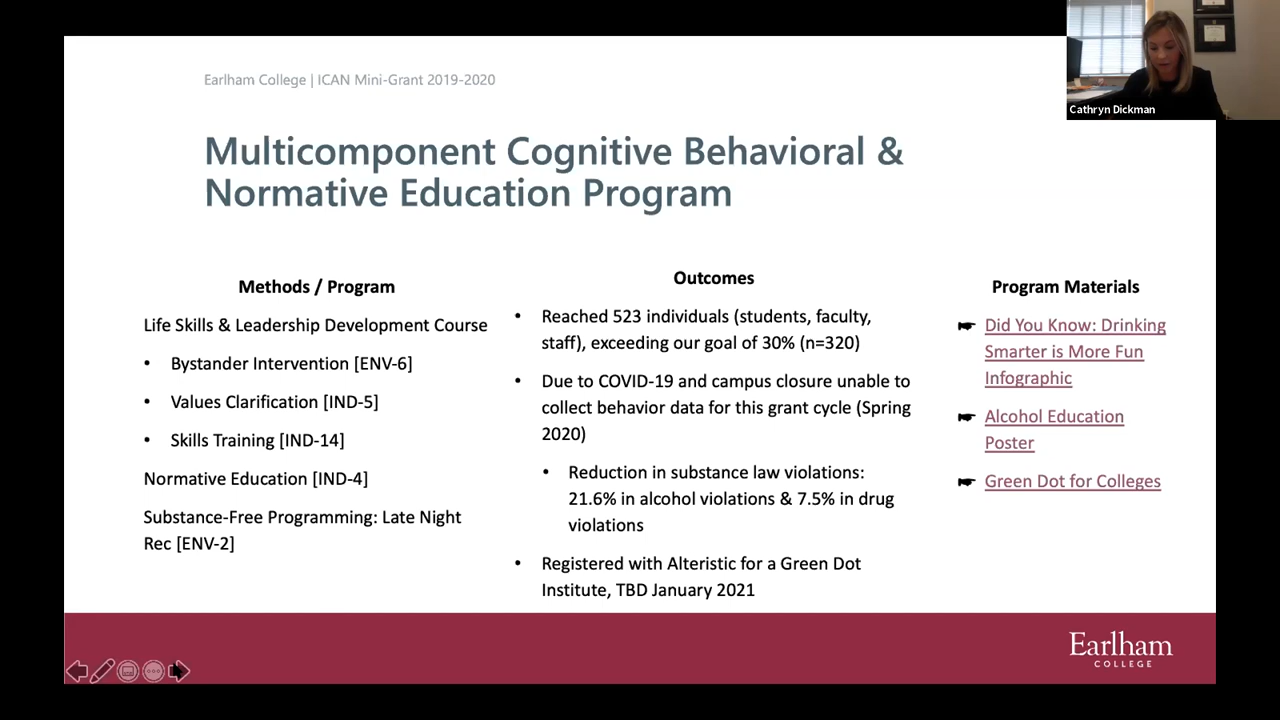 Earlham College | ICAN Mini-Grant 2019-2020
Cathryn Dickman
Multicomponent Cognitive Behavioral &
Normative Education Program
Methods / Program
Life Skills & Leadership Development Course
• Bystander Intervention [ENV-6]
• Values Clarification [IND-5]
• Skills Training [IND-14]
Normative Education [IND-4]
Substance-Free Programming: Late Night
Rec [ENV-2]
Outcomes
• Reached 523 individuals (students, faculty,
staff), exceeding our goal of 30% (n=320)
• Due to COVID-19 and campus closure unable to
collect behavior data for this grant cycle (Spring
2020)
• Reduction in substance law violations:
21.6% in alcohol violations & 7.5% in drug
violations
• Registered with Alteristic for a Green Dot
Institute, TBD January 2021
Program Materials
Did You Know: Drinking
Smarter is More Fun
Infographic
Alcohol Education
Poster
Green Dot for Colleges
Earlham
COLLEGE